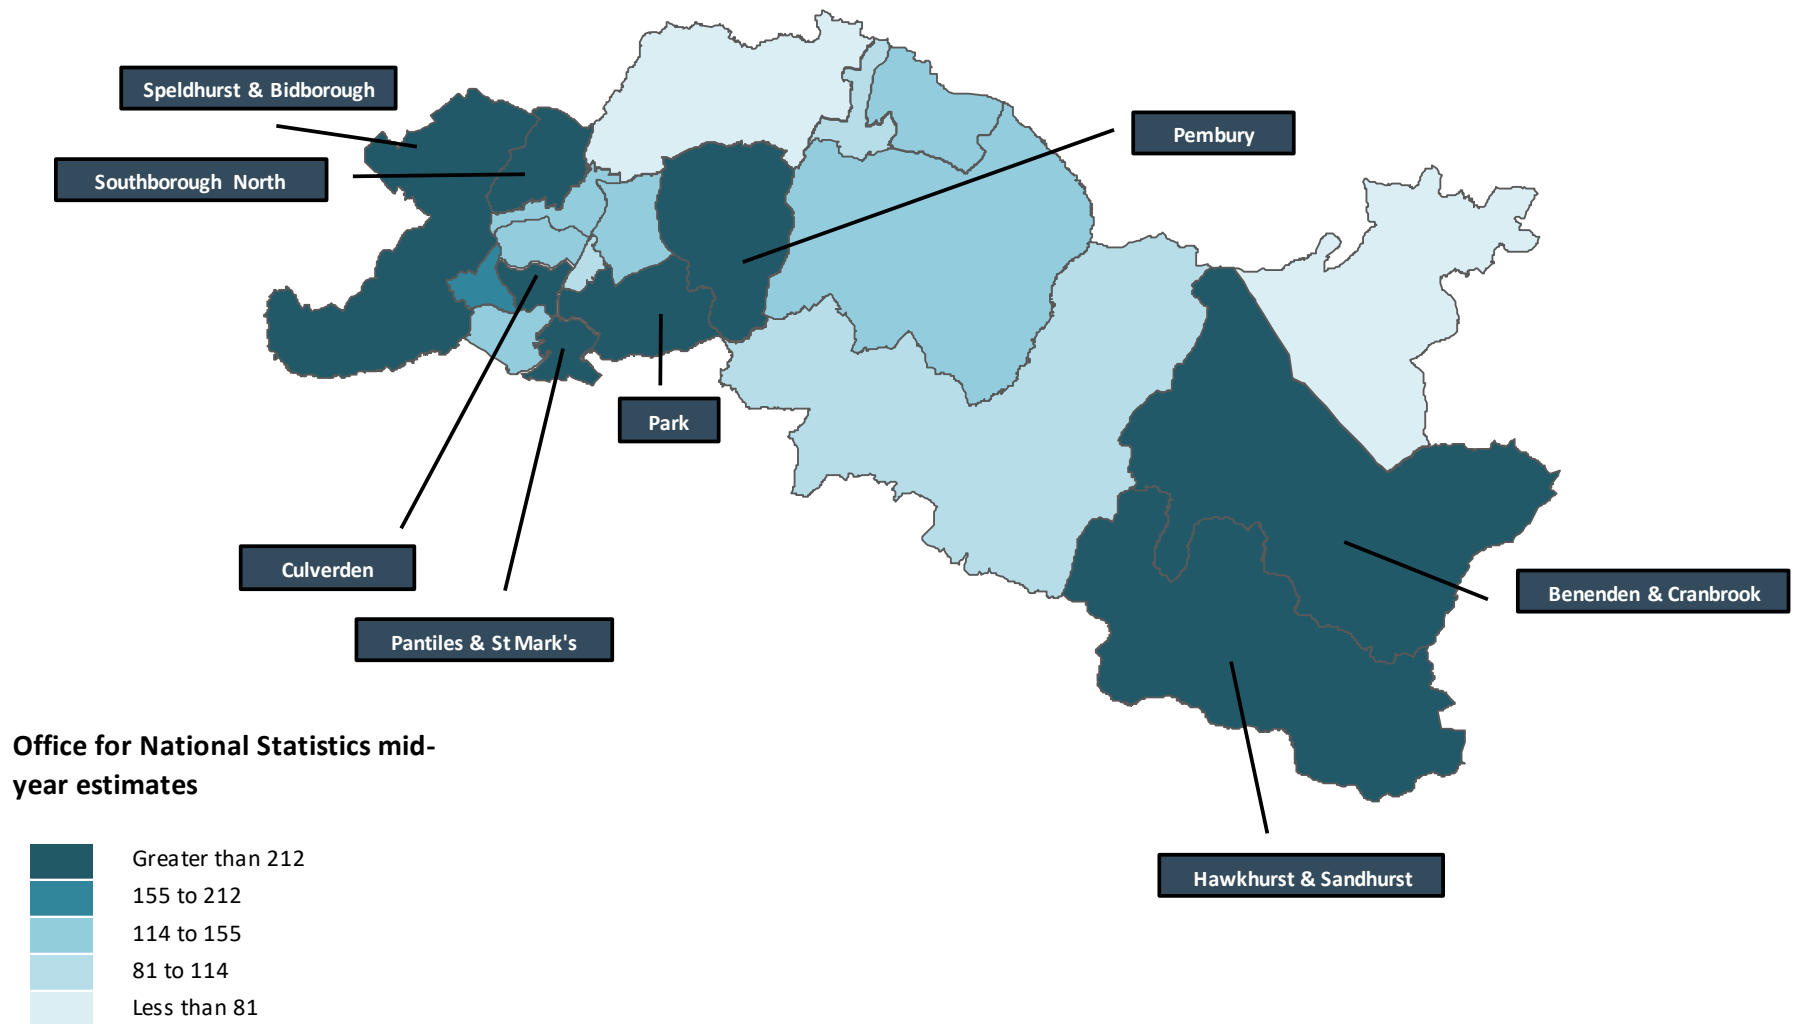 Speldhurst & Bidborough
Pembury
Southborough North
Park
Culverden
Benenden & Cranbrook
Pantiles & St Mark's
Hawkhurst & Sandhurst
Office for National Statistics mid-
year estimates
Greater than 212
155 to 212
114 to 155
81 to 114
Less than 81